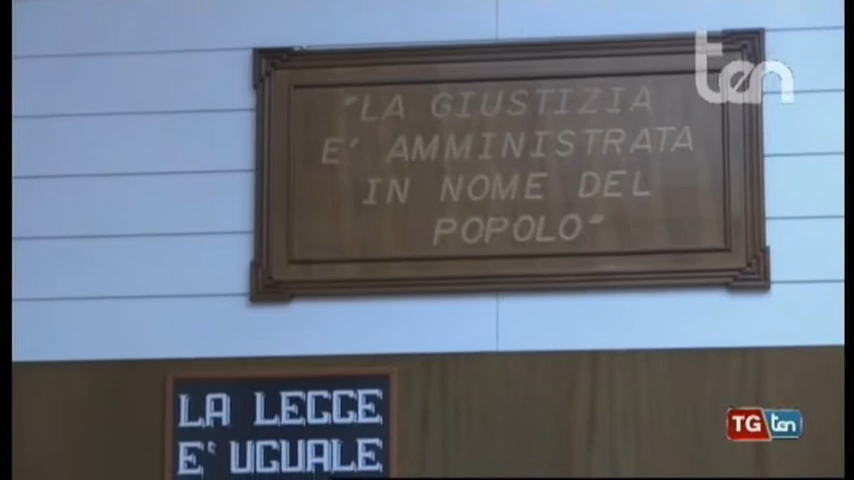 ten
"LA GIUSTIZIA
E' AMMINISTRATA
IN NOME DEL
POPOLO"
LA LEGGE
E' UGUALE
TG ten